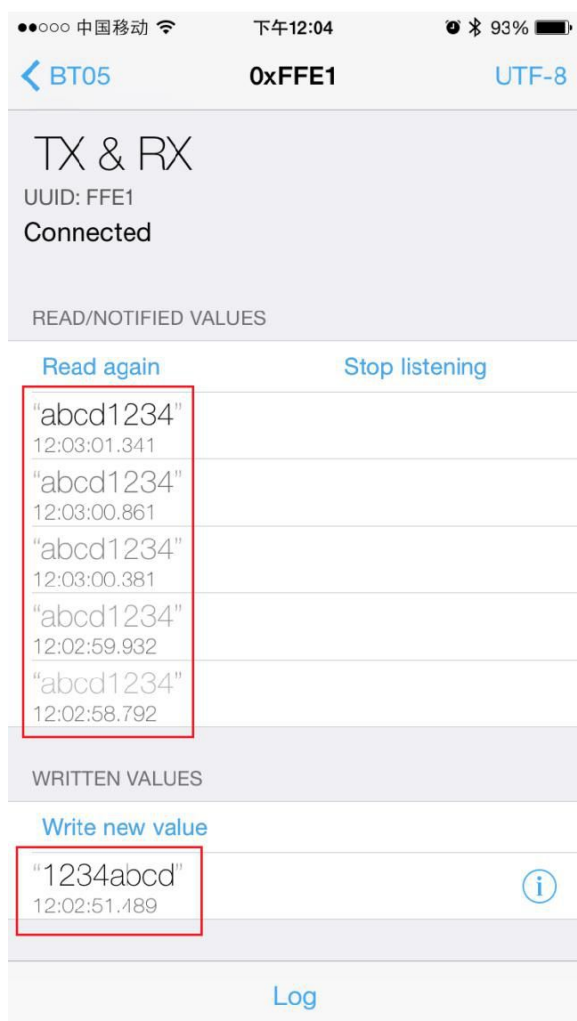 中国移动 下午12:04 93%
BT05 0xFFE1 UTF-8
TX & RX
UUID: FFE1
Connected
READ/NOTIFIED VALUES
Read again Stop listening
“abcd1234”
12:03:01.341
“abcd1234”
12:03:00.861
“abcd1234”
12:03:00.381
“abcd1234”
12:02:59.932
“abcd1234”
12:02:58.792
WRITTEN VALUES
Write new value
“1234abcd”
12:02:51.489
Log